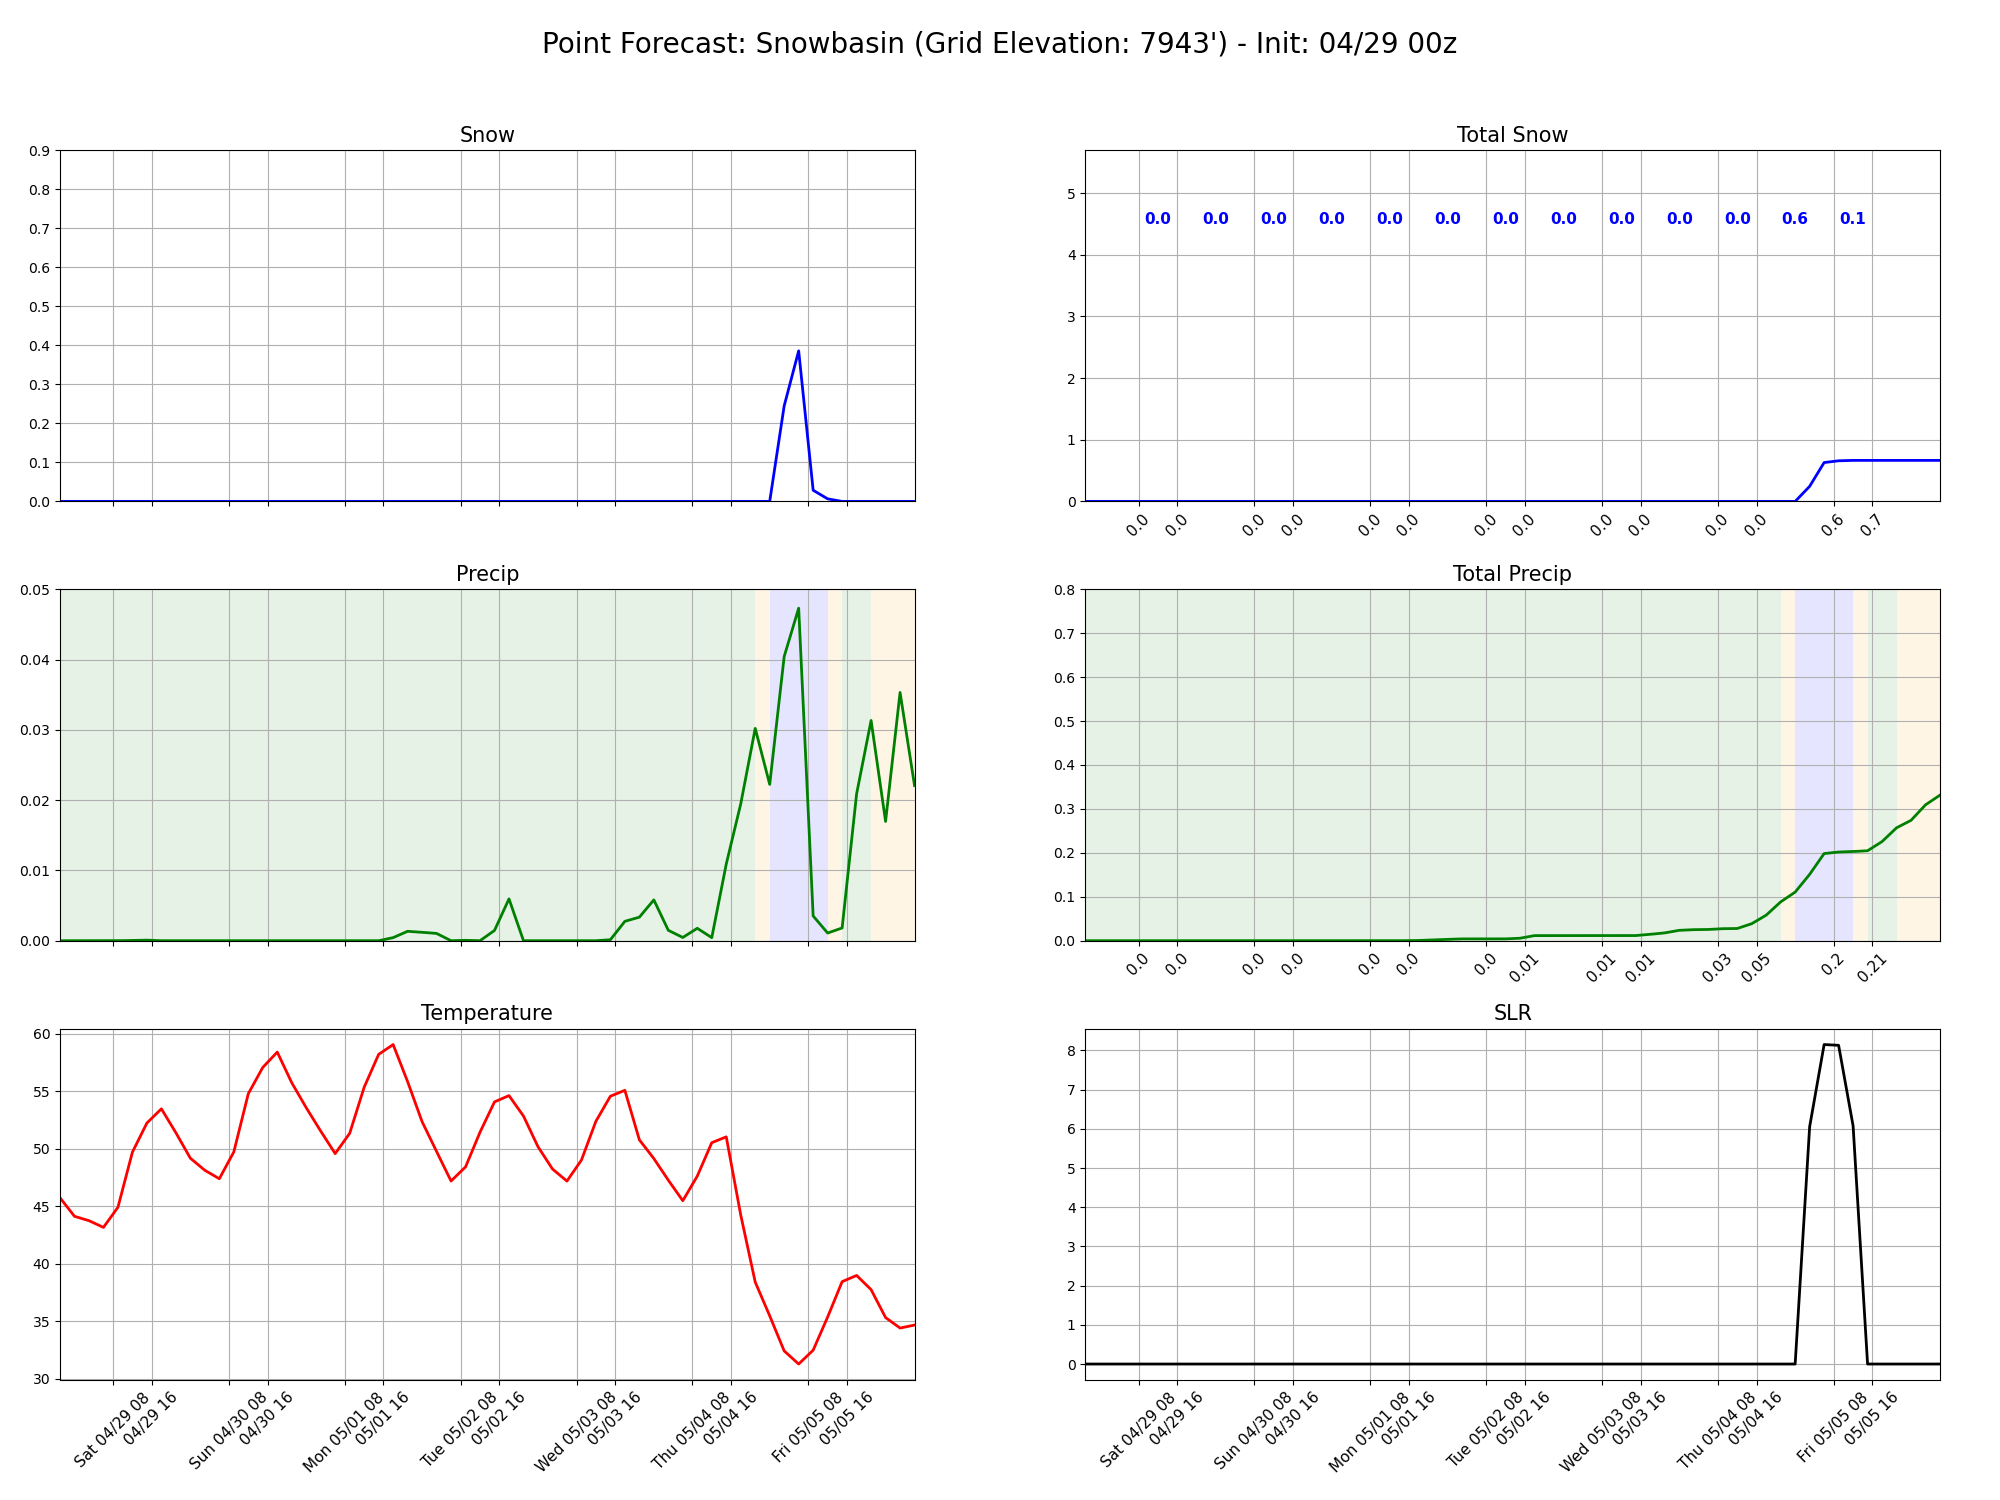 Point Forecast: Snowbasin (Grid Elevation: 7943') - Init: 04/29 00z
Snow
0.9
0.8
0.7
0.6
0.5
0.4
0.3
0.2
0.1
0.0
Total Snow
5
4
3
2
1
0
0.0 0.0 0.0 0.0 0.0 0.0 0.0 0.0 0.0 0.0 0.0 0.6 0.1
0.0 0.0 0.0 0.0 0.0 0.0 0.0 0.0 0.0 0.0 0.0 0.0 0.6 0.7
Precip
0.05
0.04
0.03
0.02
0.01
0.00
Total Precip
0.8
0.7
0.6
0.5
0.4
0.3
0.2
0.1
0.0
0.0 0.0 0.0 0.0 0.0 0.0 0.0 0.01 0.01 0.01 0.03 0.05 0.2 0.21
Temperature
60
55
50
45
40
35
30
Sat 04/29 08
04/29 16
Sun 04/30 08
04/30 16
Mon 05/01 08
05/01 16
Tue 05/02 08
05/02 16
Wed 05/03 08
05/03 16
Thu 05/04 08
05/04 16
Fri 05/05 08
05/05 16
SLR
8
7
6
5
4
3
2
1
0
Sat 04/29 08
04/29 16
Sun 04/30 08
04/30 16
Mon 05/01 08
05/01 16
Tue 05/02 08
05/02 16
Wed 05/03 08
05/03 16
Thu 05/04 08
05/04 16
Fri 05/05 08
05/05 16